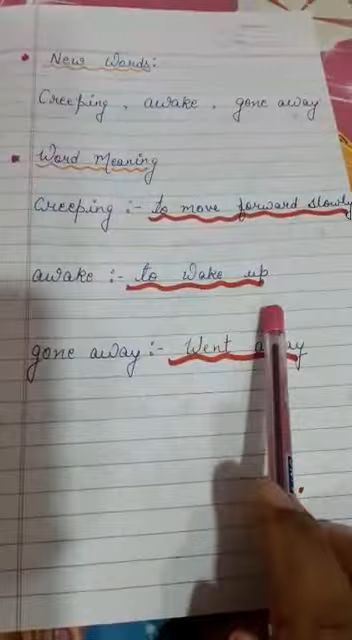 New Words:
Creeping, awake, gone away
Word Meaning
Creeping :- to move forward slowly
awake :- to wake up
gone away :- Went away